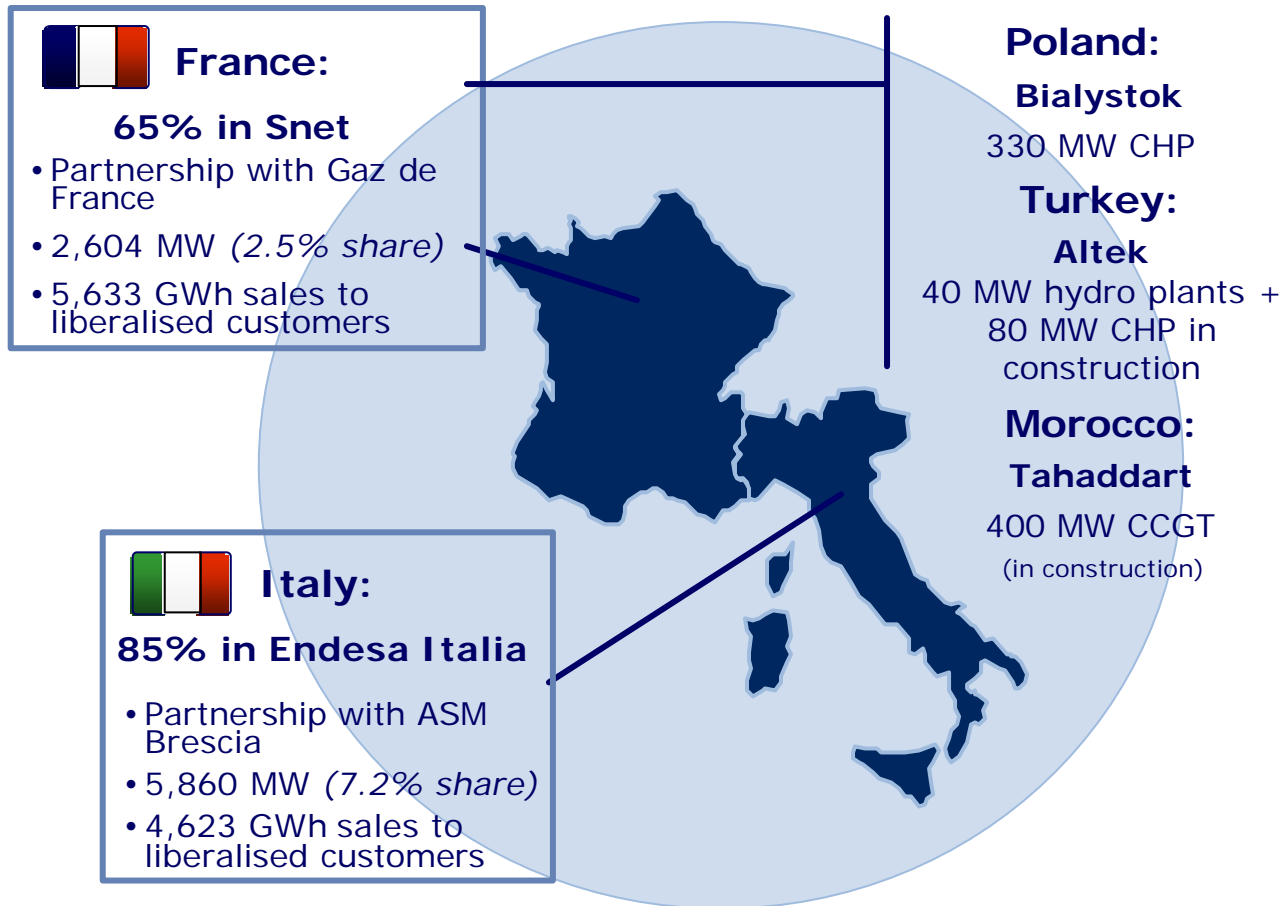 France:
65% in Snet
• Partnership with Gaz de
France
• 2,604 MW (2.5% share)
• 5,633 GWh sales to
liberalised customers
Poland:
Bialystok
330 MW CHP
Turkey:
Altek
40 MW hydro plants +
80 MW CHP in
construction
Morocco:
Tahaddart
400 MW CCGT
(in construction)
Italy:
85% in Endesa Italia
• Partnership with ASM
Brescia
• 5,860 MW (7.2% share)
• 4,623 GWh sales to
liberalised customers